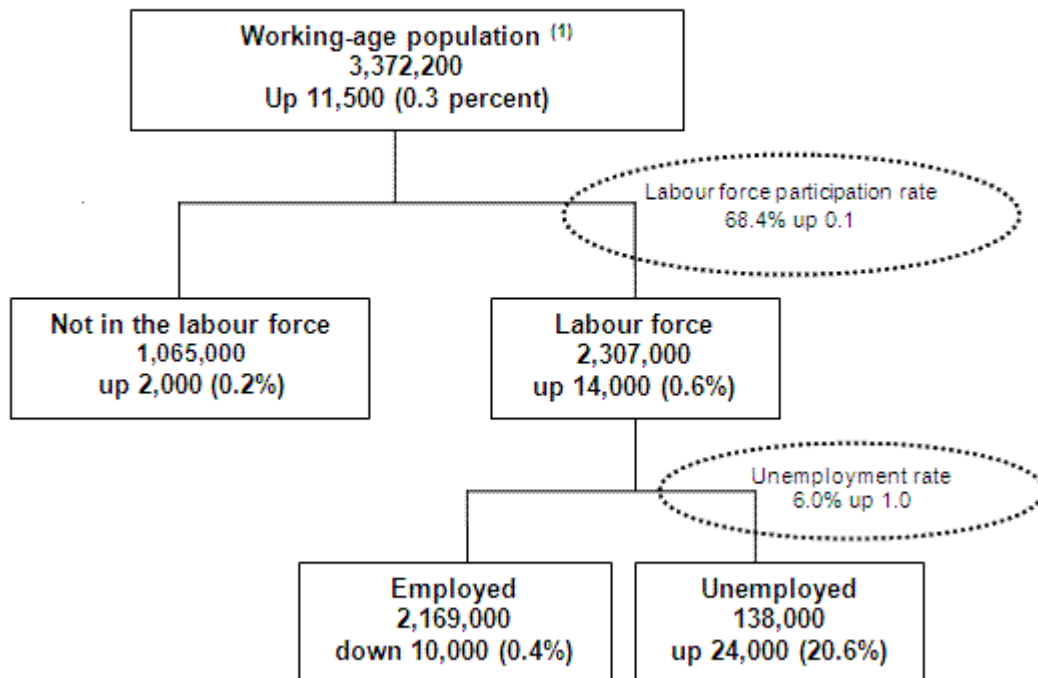 Working-age population (1)
3,372,200
Up 11,500 (0.3 percent)
Labour force participation rate
68.4% up 0.1
Not in the labour force
1,065,000
up 2,000 (0.2%)
Labour force
2,307,000
up 14,000 (0.6%)
Unemployment rate
6.0% up 1.0
Employed
2,169,000
down 10,000 (0.4%)
Unemployed
138,000
up 24,000 (20.6%)